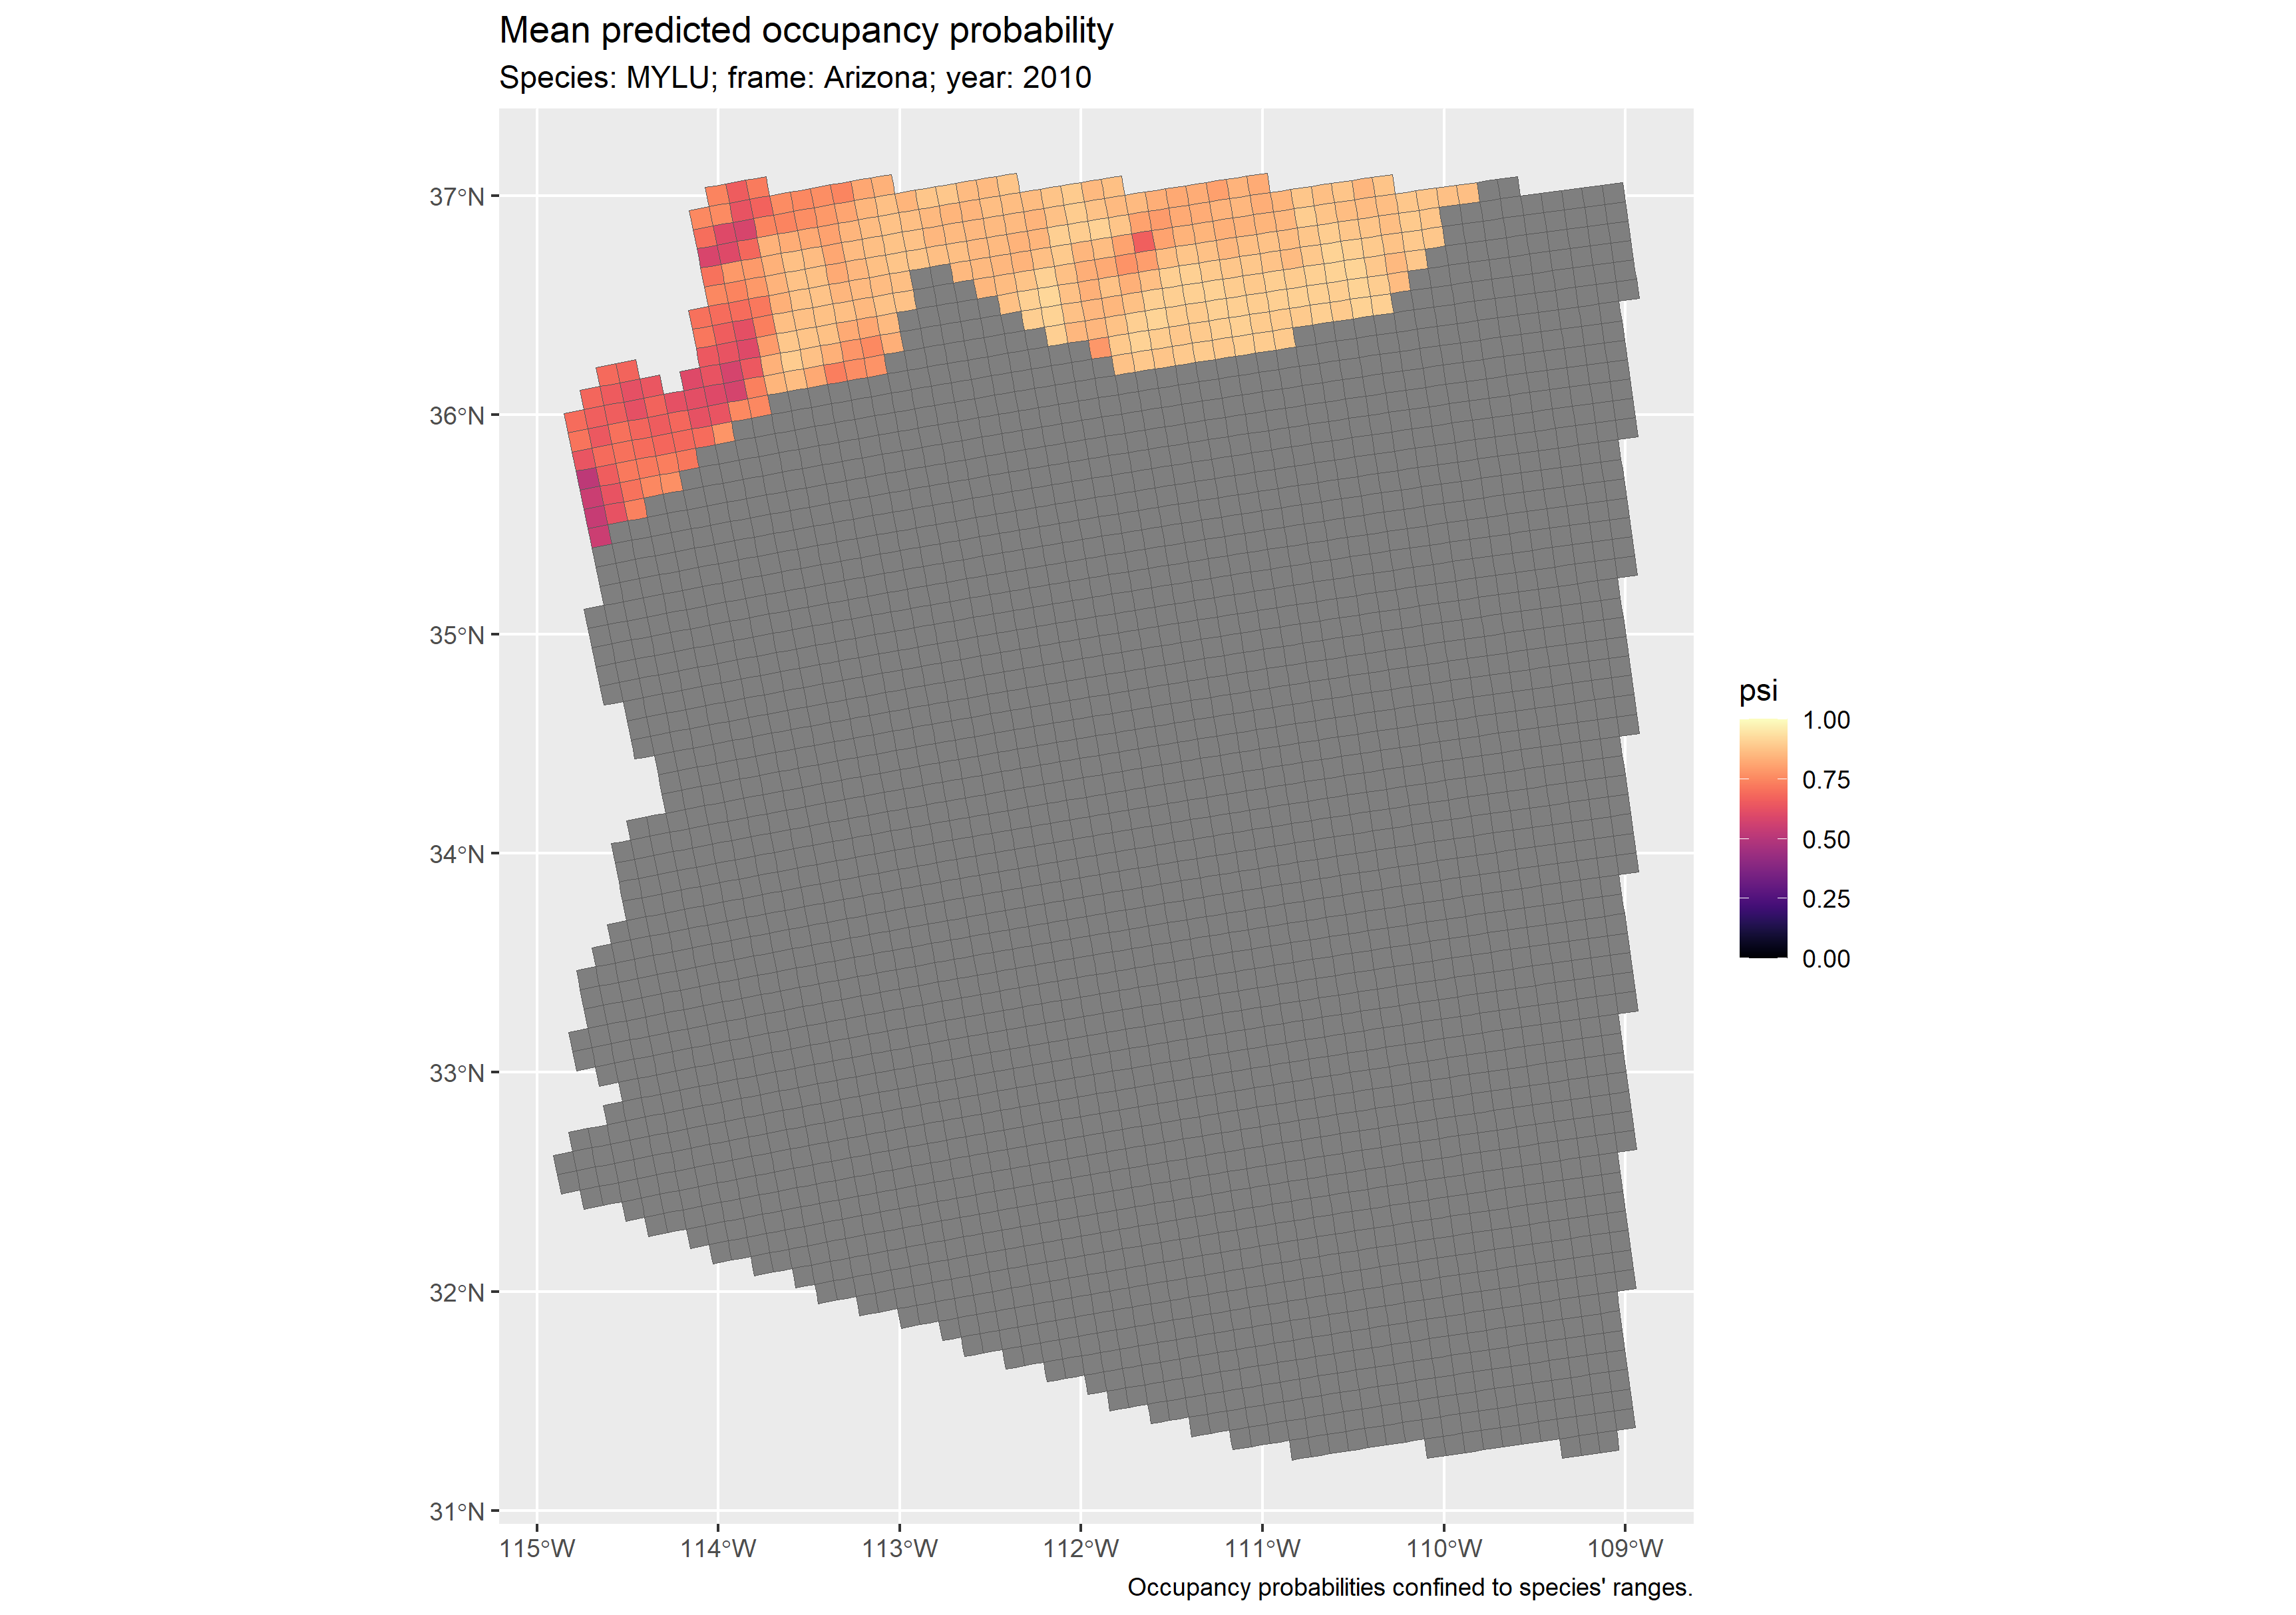 Mean predicted occupancy probability
Species: MYLU; frame: Arizona; year: 2010
37°N
36°N
35°N
34°N
33°N
32°N
31°N
115°W
114°W
113°W
112°W
111°W
110°W
109°W
psi
1.00
0.75
0.50
0.25
0.00
Occupancy probabilities confined to species' ranges.